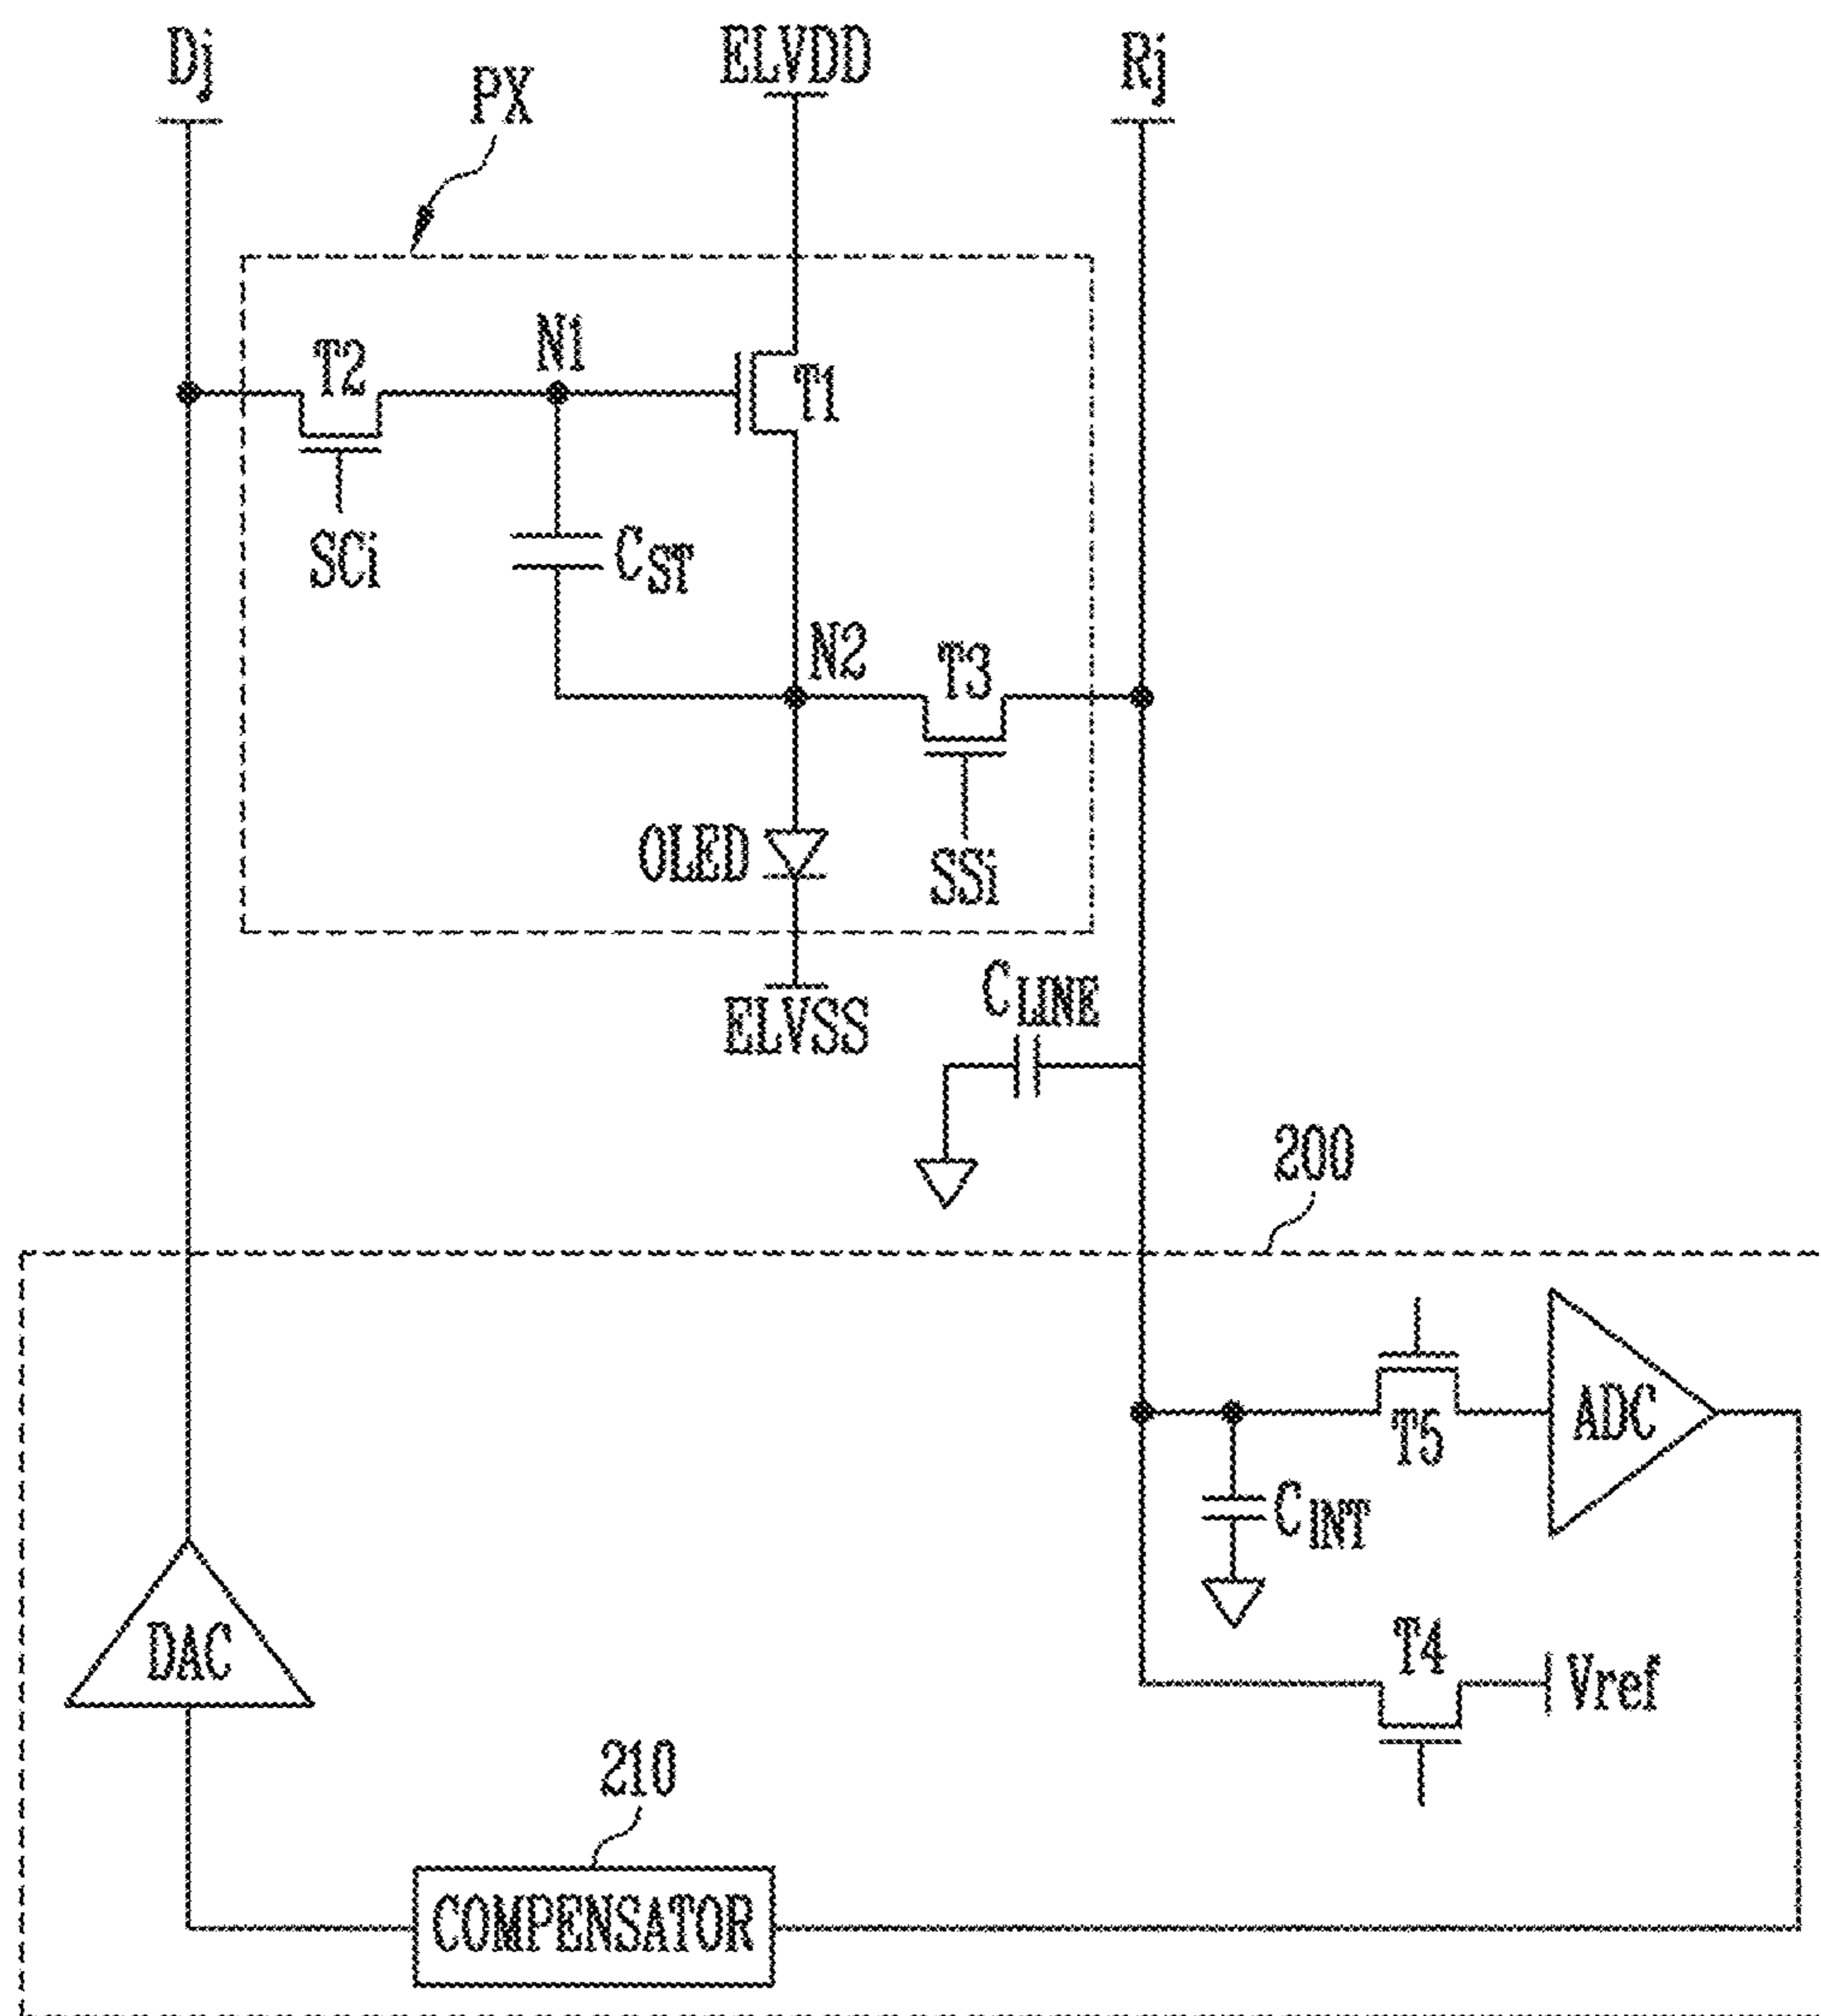 Dj
ELVDD
Rj
PX
N1
T2
T1
SCi
CST
N2
T3
OLED
SSi
CLINE
ELVSS
200
ADC
T5
CINT
DAC
T4
Vref
210
COMPENSATOR